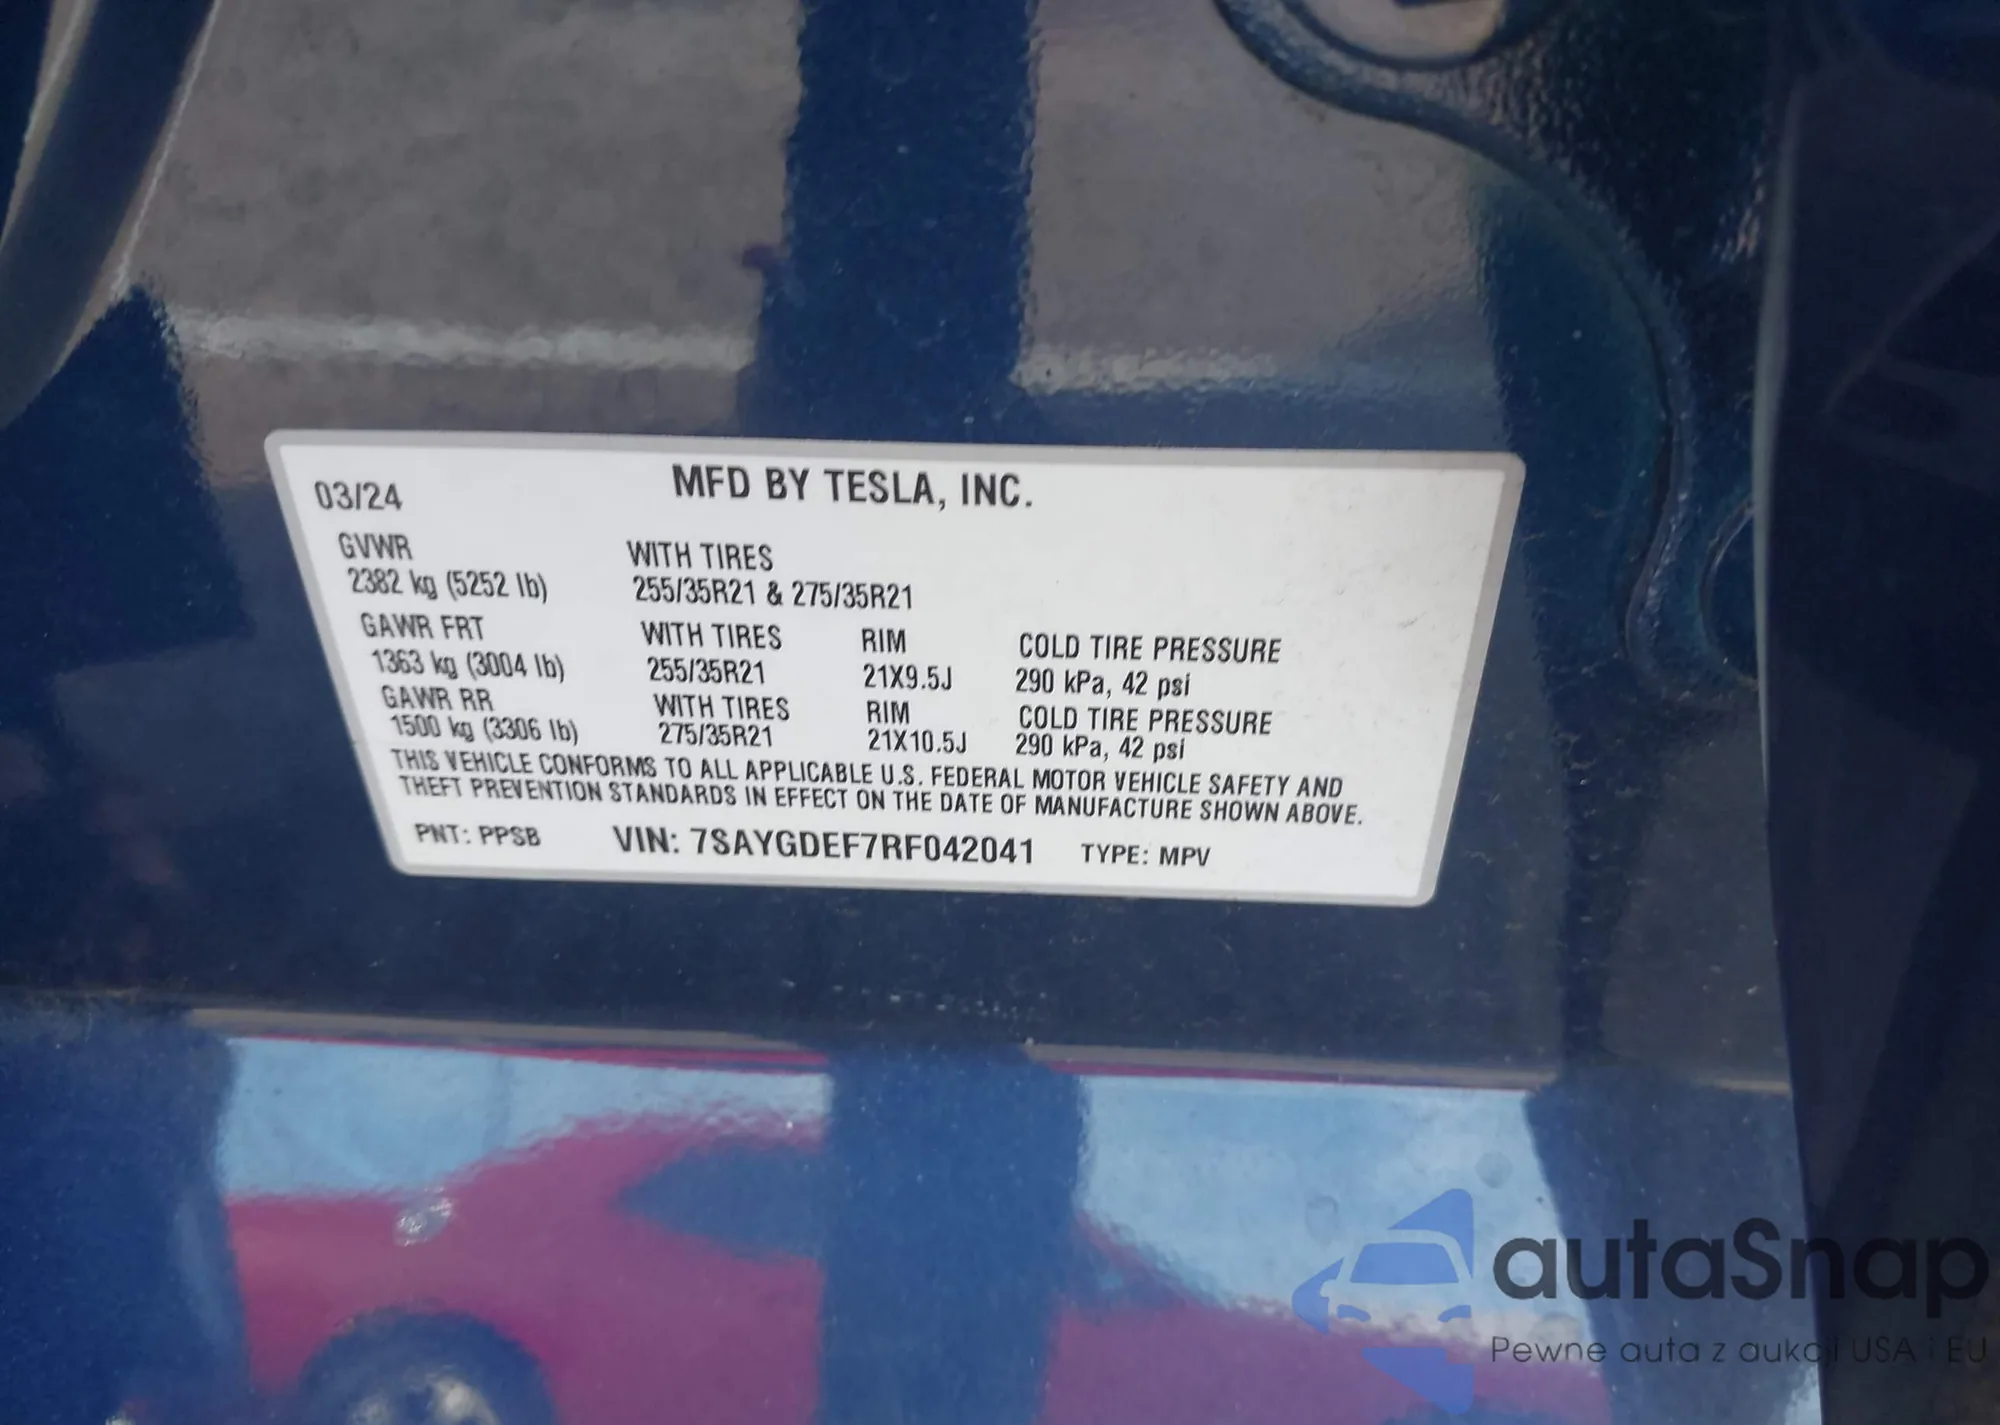 03/24 MFD BY TESLA, INC.
GVWR WITH TIRES
2382 kg (5252 lb) 255/35R21 & 275/35R21
GAWR FRT WITH TIRES RIM COLD TIRE PRESSURE
1363 kg (3004 lb) 255/35R21 21X9.5J 290 kPa, 42 psi
GAWR RR WITH TIRES RIM COLD TIRE PRESSURE
1500 kg (3306 lb) 275/35R21 21X10.5J 290 kPa, 42 psi
THIS VEHICLE CONFORMS TO ALL APPLICABLE U.S. FEDERAL MOTOR VEHICLE SAFETY AND
THEFT PREVENTION STANDARDS IN EFFECT ON THE DATE OF MANUFACTURE SHOWN ABOVE.
PNT: PPSB VIN: 7SAYGDEF7RF042041 TYPE: MPV
autaSnap
Pewne auta z aukcji USA i EU